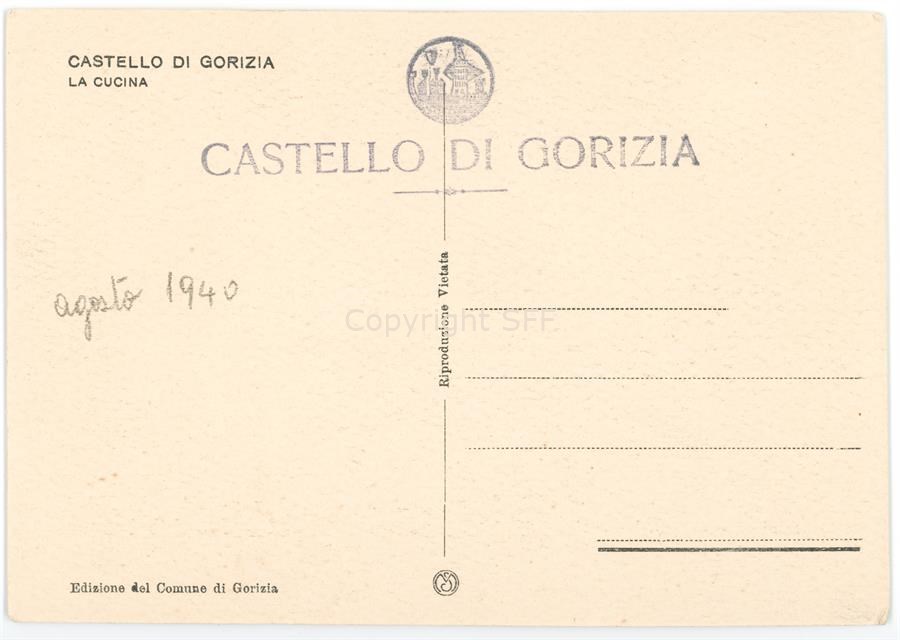 CASTELLO DI GORIZIA
LA CUCINA
CASTELLO DI GORIZIA
agosto 1940
Riproduzione Vietata
Copyright SFF
Edizione del Comune di Gorizia